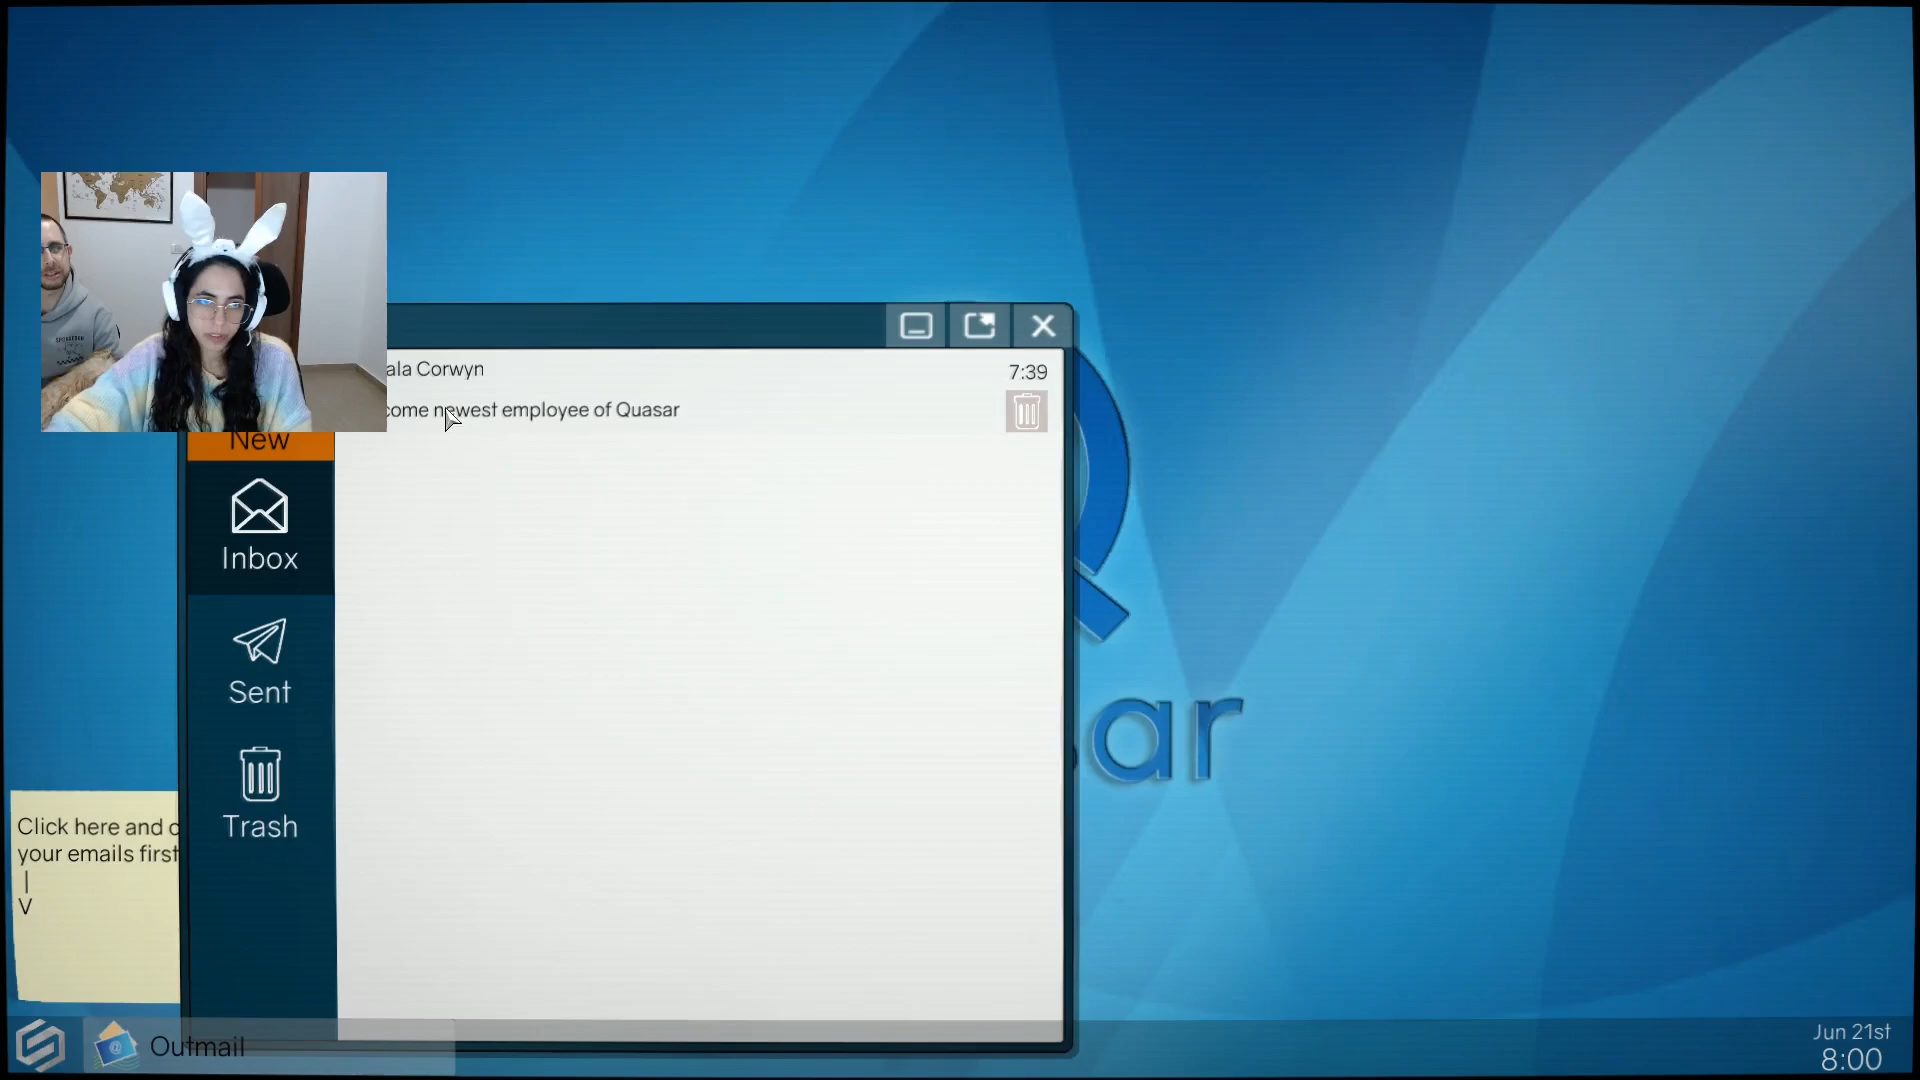 ala Corwyn
7:39
come newest employee of Quasar
New
Inbox
Sent
Trash
Click here and
your emails first
|
V
ar
Outmail
Jun 21st
8:00